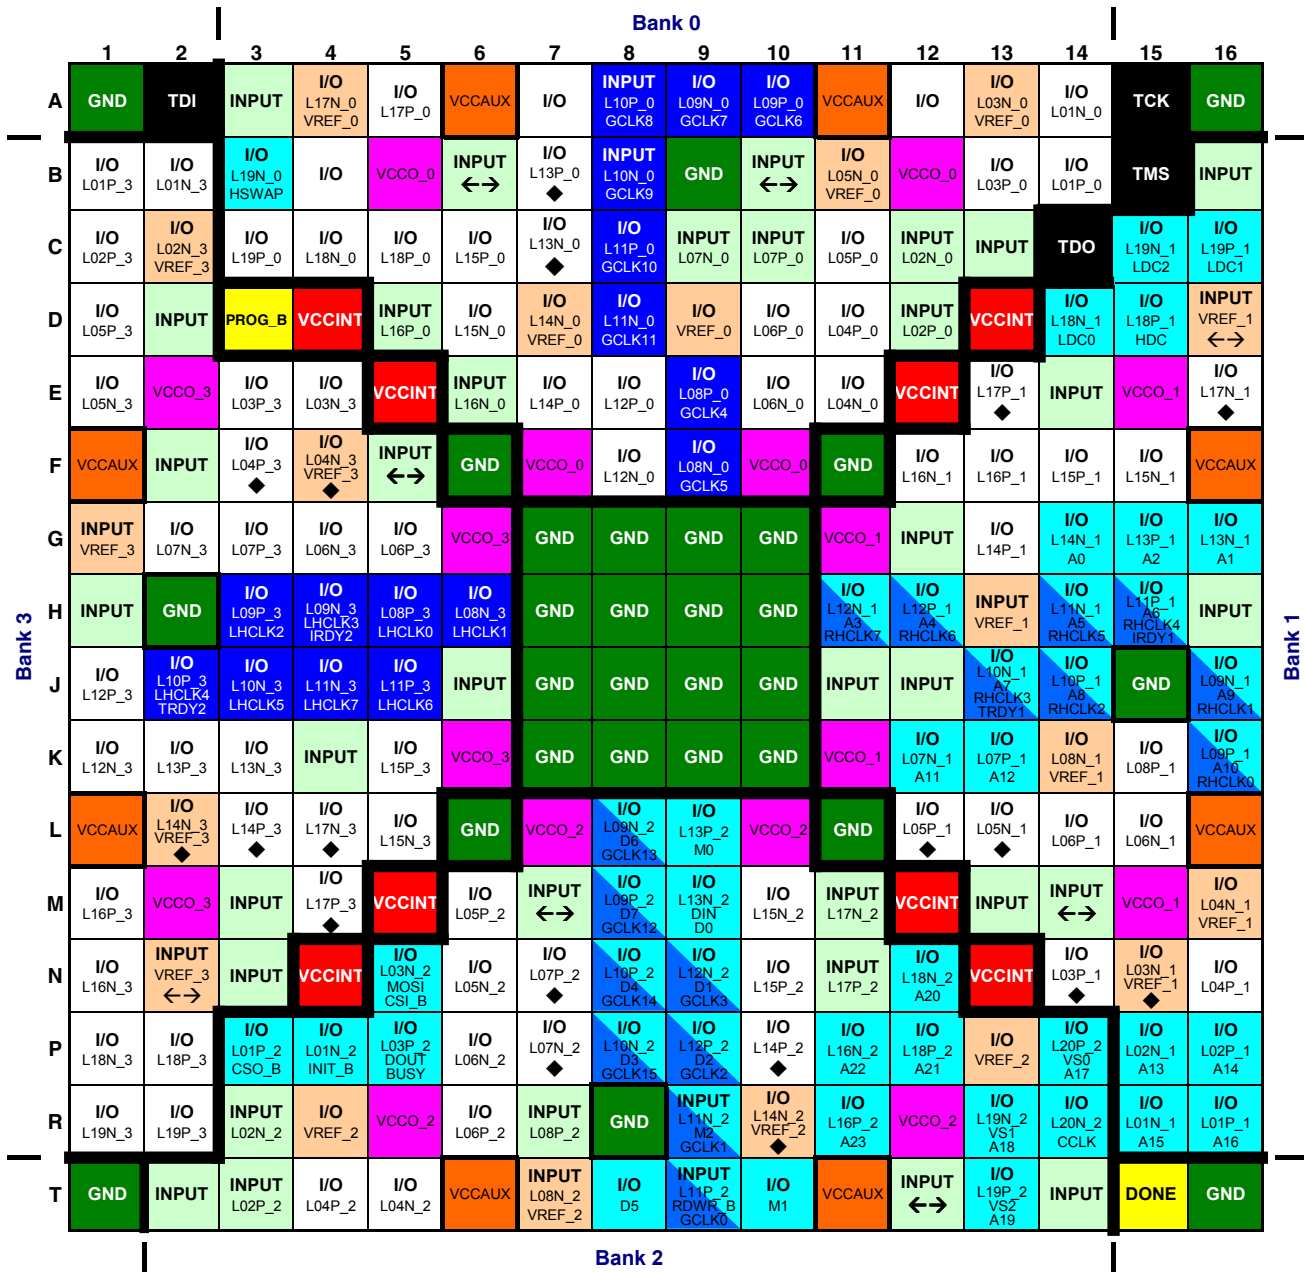 Bank 0
1 2 3 4 5 6 7 8 9 10 11 12 13 14 15 16
A GND TDI INPUT I/O L17N_0 VREF_0 I/O L17P_0 VCCAUX I/O INPUT L10P_0 GCLK8 I/O L09N_0 GCLK7 I/O L09P_0 GCLK6 VCCAUX I/O I/O L03N_0 VREF_0 I/O L01N_0 TCK GND
B I/O L01P_3 I/O L01N_3 I/O L19N_0 HSWAP I/O VCCO_0 INPUT ←→ I/O L13P_0 ◆ INPUT L10N_0 GCLK9 GND INPUT ←→ I/O L05N_0 VREF_0 VCCO_0 I/O L03P_0 I/O L01P_0 TMS INPUT
C I/O L02P_3 I/O L02N_3 VREF_3 I/O L19P_0 I/O L18N_0 I/O L18P_0 I/O L15P_0 I/O L13N_0 ◆ I/O L11P_0 GCLK10 INPUT L07N_0 INPUT L07P_0 I/O L05P_0 INPUT L02N_0 INPUT TDO I/O L19N_1 LDC2 I/O L19P_1 LDC1
D I/O L05P_3 INPUT PROG_B VCCINT INPUT L16P_0 I/O L15N_0 I/O L14N_0 VREF_0 I/O L11N_0 GCLK11 I/O VREF_0 I/O L06P_0 I/O L04P_0 INPUT L02P_0 VCCINT I/O L18N_1 LDC0 I/O L18P_1 HDC INPUT VREF_1 ←→
E I/O L05N_3 VCCO_3 I/O L03P_3 I/O L03N_3 VCCINT INPUT L16N_0 I/O L14P_0 I/O L12P_0 I/O L08P_0 GCLK4 I/O L06N_0 I/O L04N_0 VCCINT I/O L17P_1 ◆ INPUT VCCO_1 I/O L17N_1 ◆
F VCCAUX INPUT I/O L04P_3 ◆ I/O L04N_3 VREF_3 ◆ INPUT ←→ GND VCCO_0 I/O L12N_0 I/O L08N_0 GCLK5 VCCO_0 GND I/O L16N_1 I/O L16P_1 I/O L15P_1 I/O L15N_1 VCCAUX
G INPUT VREF_3 I/O L07N_3 I/O L07P_3 I/O L06N_3 I/O L06P_3 VCCO_3 GND GND GND GND VCCO_1 INPUT I/O L14P_1 I/O L14N_1 A0 I/O L13P_1 A2 I/O L13N_1 A1
H INPUT GND I/O L09P_3 LHCLK2 I/O L09N_3 LHCLK3 IRDY2 I/O L08P_3 LHCLK0 I/O L08N_3 LHCLK1 GND GND GND GND I/O L12N_1 A3 RHCLK7 I/O L12P_1 A4 RHCLK6 INPUT VREF_1 I/O L11N_1 A5 RHCLK5 I/O L11P_1 A6 RHCLK4 IRDY1 INPUT
Bank 3
Bank 1
J I/O L12P_3 I/O L10P_3 LHCLK4 TRDY2 I/O L10N_3 LHCLK5 I/O L11N_3 LHCLK7 I/O L11P_3 LHCLK6 INPUT GND GND GND GND INPUT INPUT I/O L10N_1 A7 RHCLK3 TRDY1 I/O L10P_1 A8 RHCLK2 GND I/O L09N_1 A9 RHCLK1
K I/O L12N_3 I/O L13P_3 I/O L13N_3 INPUT I/O L15P_3 VCCO_3 GND GND GND GND VCCO_1 I/O L07N_1 A11 I/O L07P_1 A12 I/O L08N_1 VREF_1 I/O L08P_1 I/O L09P_1 A10 RHCLK0
L VCCAUX I/O L14N_3 VREF_3 ◆ I/O L14P_3 ◆ I/O L17N_3 ◆ I/O L15N_3 GND VCCO_2 I/O L09N_2 D6 GCLK13 I/O L13P_2 M0 VCCO_2 GND I/O L05P_1 ◆ I/O L05N_1 ◆ I/O L06P_1 I/O L06N_1 VCCAUX
M I/O L16P_3 VCCO_3 INPUT I/O L17P_3 ◆ VCCINT I/O L05P_2 INPUT ←→ I/O L09P_2 D7 GCLK12 I/O L13N_2 DIN D0 I/O L15N_2 INPUT L17N_2 VCCINT INPUT INPUT ←→ VCCO_1 I/O L04N_1 VREF_1
N I/O L16N_3 INPUT VREF_3 ←→ INPUT VCCINT I/O L03N_2 MOSI CSI_B I/O L05N_2 I/O L07P_2 ◆ I/O L10P_2 D4 GCLK14 I/O L12N_2 D1 GCLK3 I/O L15P_2 INPUT L17P_2 I/O L18N_2 A20 VCCINT I/O L03P_1 ◆ I/O L03N_1 VREF_1 ◆ I/O L04P_1
P I/O L18N_3 I/O L18P_3 I/O L01P_2 CSO_B I/O L01N_2 INIT_B I/O L03P_2 DOUT BUSY I/O L06N_2 I/O L07N_2 ◆ I/O L10N_2 D3 GCLK15 I/O L12P_2 D2 GCLK2 I/O L14P_2 ◆ I/O L16N_2 A22 I/O L18P_2 A21 I/O VREF_2 I/O L20P_2 VS0 A17 I/O L02N_1 A13 I/O L02P_1 A14
R I/O L19N_3 I/O L19P_3 INPUT L02N_2 I/O VREF_2 VCCO_2 I/O L06P_2 INPUT L08P_2 GND INPUT L11N_2 M2 GCLK1 I/O L14N_2 VREF_2 ◆ I/O L16P_2 A23 VCCO_2 I/O L19N_2 VS1 A18 I/O L20N_2 CCLK I/O L01N_1 A15 I/O L01P_1 A16
T GND INPUT INPUT L02P_2 I/O L04P_2 I/O L04N_2 VCCAUX INPUT L08N_2 VREF_2 I/O D5 INPUT L11P_2 RDWR_B GCLK0 I/O M1 VCCAUX INPUT ←→ I/O L19P_2 VS2 A19 INPUT DONE GND
Bank 2